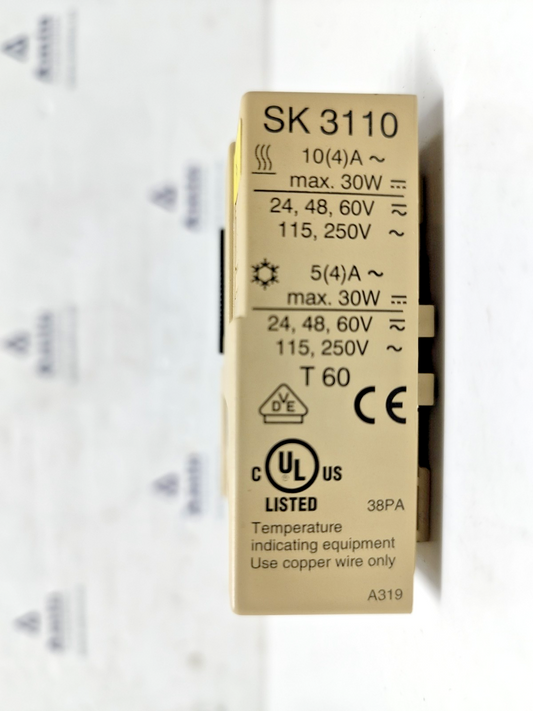 SK 3110
10(4)A ~
max. 30W ⎓
24, 48, 60V ≂
115, 250V ~
5(4)A ~
max. 30W ⎓
24, 48, 60V ≂
115, 250V ~
T 60
DVE
CE
C UL US
LISTED
38PA
Temperature
indicating equipment
Use copper wire only
A319